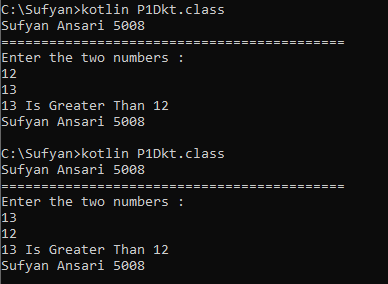 C:\Sufyan>kotlin P1Dkt.class
Sufyan Ansari 5008
===========================================
Enter the two numbers :
12
13
13 Is Greater Than 12
Sufyan Ansari 5008
C:\Sufyan>kotlin P1Dkt.class
Sufyan Ansari 5008
===========================================
Enter the two numbers :
13
12
13 Is Greater Than 12
Sufyan Ansari 5008